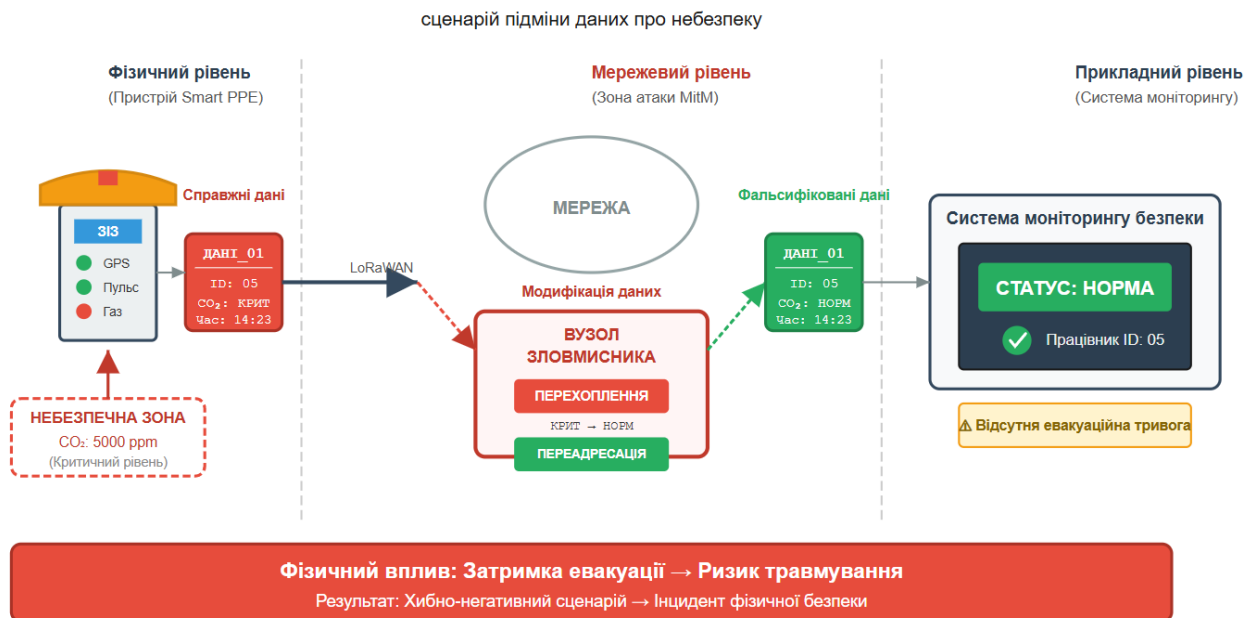 сценарій підміни даних про небезпеку
Фізичний рівень
(Пристрій Smart PPE)
Мережевий рівень
(Зона атаки MitM)
Прикладний рівень
(Система моніторингу)
ЗІЗ
GPS
Пульс
Газ
НЕБЕЗПЕЧНА ЗОНА
CO₂: 5000 ppm
(Критичний рівень)
Справжні дані
ДАНІ_01
ID: 05
CO₂: КРИТ
Час: 14:23
LoRaWAN
МЕРЕЖА
Модифікація даних
ВУЗОЛ
ЗЛОВМИСНИКА
ПЕРЕХОПЛЕННЯ
КРИТ → НОРМ
ПЕРЕАДРЕСАЦІЯ
Фальсифіковані дані
ДАНІ_01
ID: 05
CO₂: НОРМ
Час: 14:23
Система моніторингу безпеки
СТАТУС: НОРМА
Працівник ID: 05
⚠ Відсутня евакуаційна тривога
Фізичний вплив: Затримка евакуації → Ризик травмування
Результат: Хибно-негативний сценарій → Інцидент фізичної безпеки